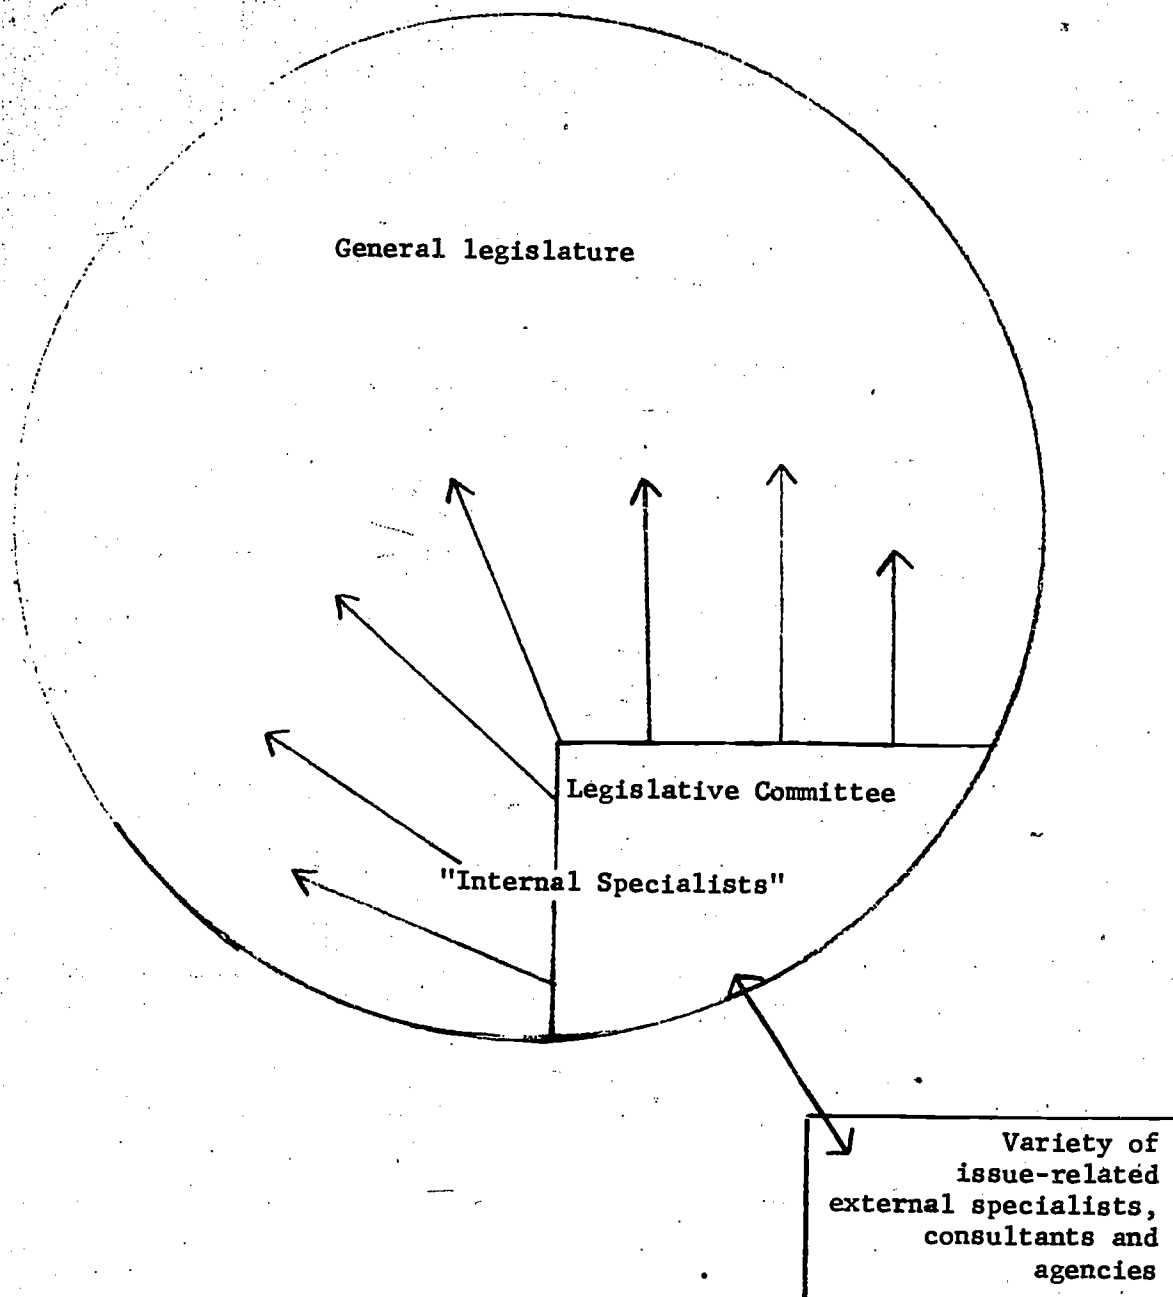 General legislature
Legislative Committee
"Internal Specialists"
Variety of
issue-related
external specialists,
consultants and
agencies